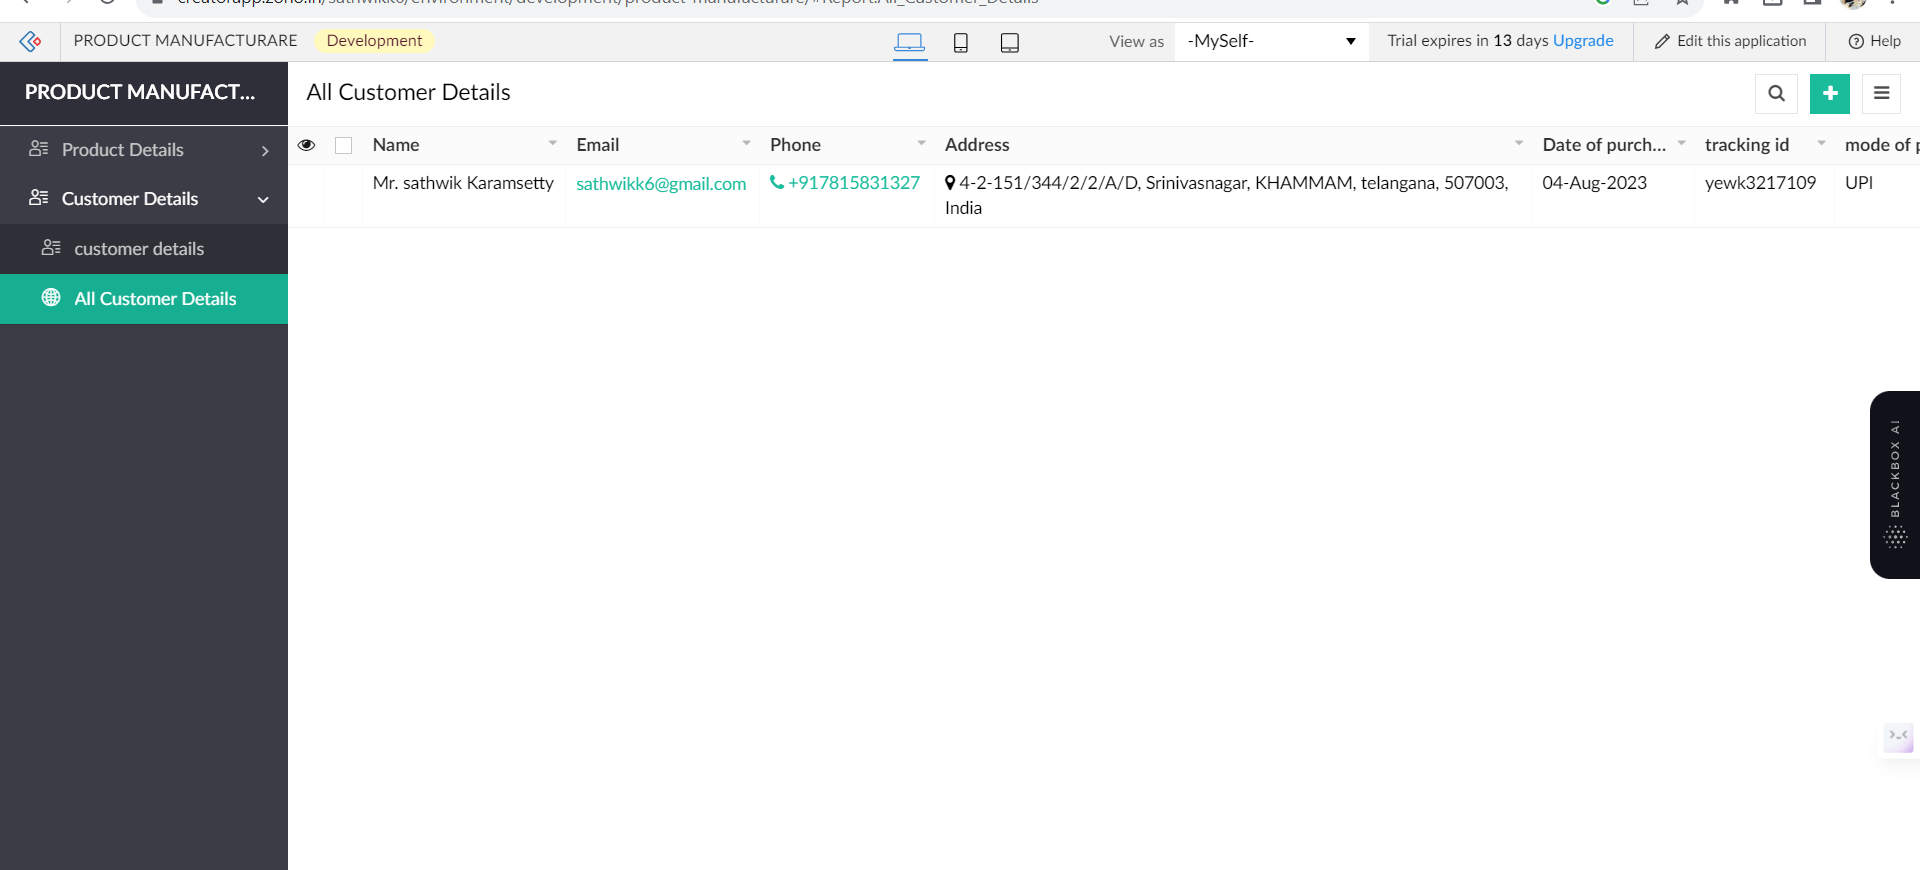 creatorapp.zoho.in/sathwikk6/environment/development/product-manufacturare/#Report:All_Customer_Details
PRODUCT MANUFACTURARE Development View as -MySelf- Trial expires in 13 days Upgrade Edit this application Help
PRODUCT MANUFACT... All Customer Details
Product Details
Customer Details
customer details
All Customer Details
Name Email Phone Address Date of purch... tracking id mode of p
Mr. sathwik Karamsetty sathwikk6@gmail.com +917815831327 4-2-151/344/2/2/A/D, Srinivasnagar, KHAMMAM, telangana, 507003, 04-Aug-2023 yewk3217109 UPI
India
BLACKBOX AI